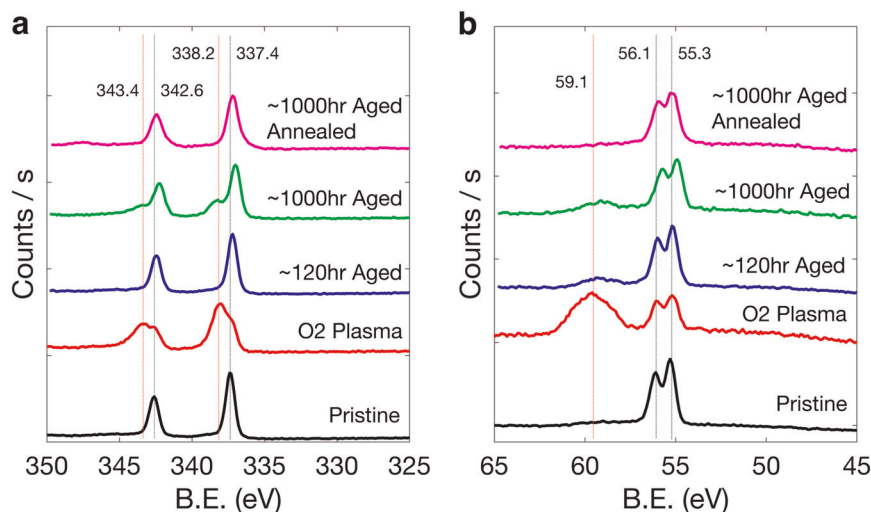 a
338.2 337.4
343.4 342.6
~1000hr Aged
Annealed
~1000hr Aged
~120hr Aged
O2 Plasma
Pristine
Counts / s
350 345 340 335 330 325
B.E. (eV)
b
56.1 55.3
59.1
~1000hr Aged
Annealed
~1000hr Aged
~120hr Aged
O2 Plasma
Pristine
Counts / s
65 60 55 50 45
B.E. (eV)